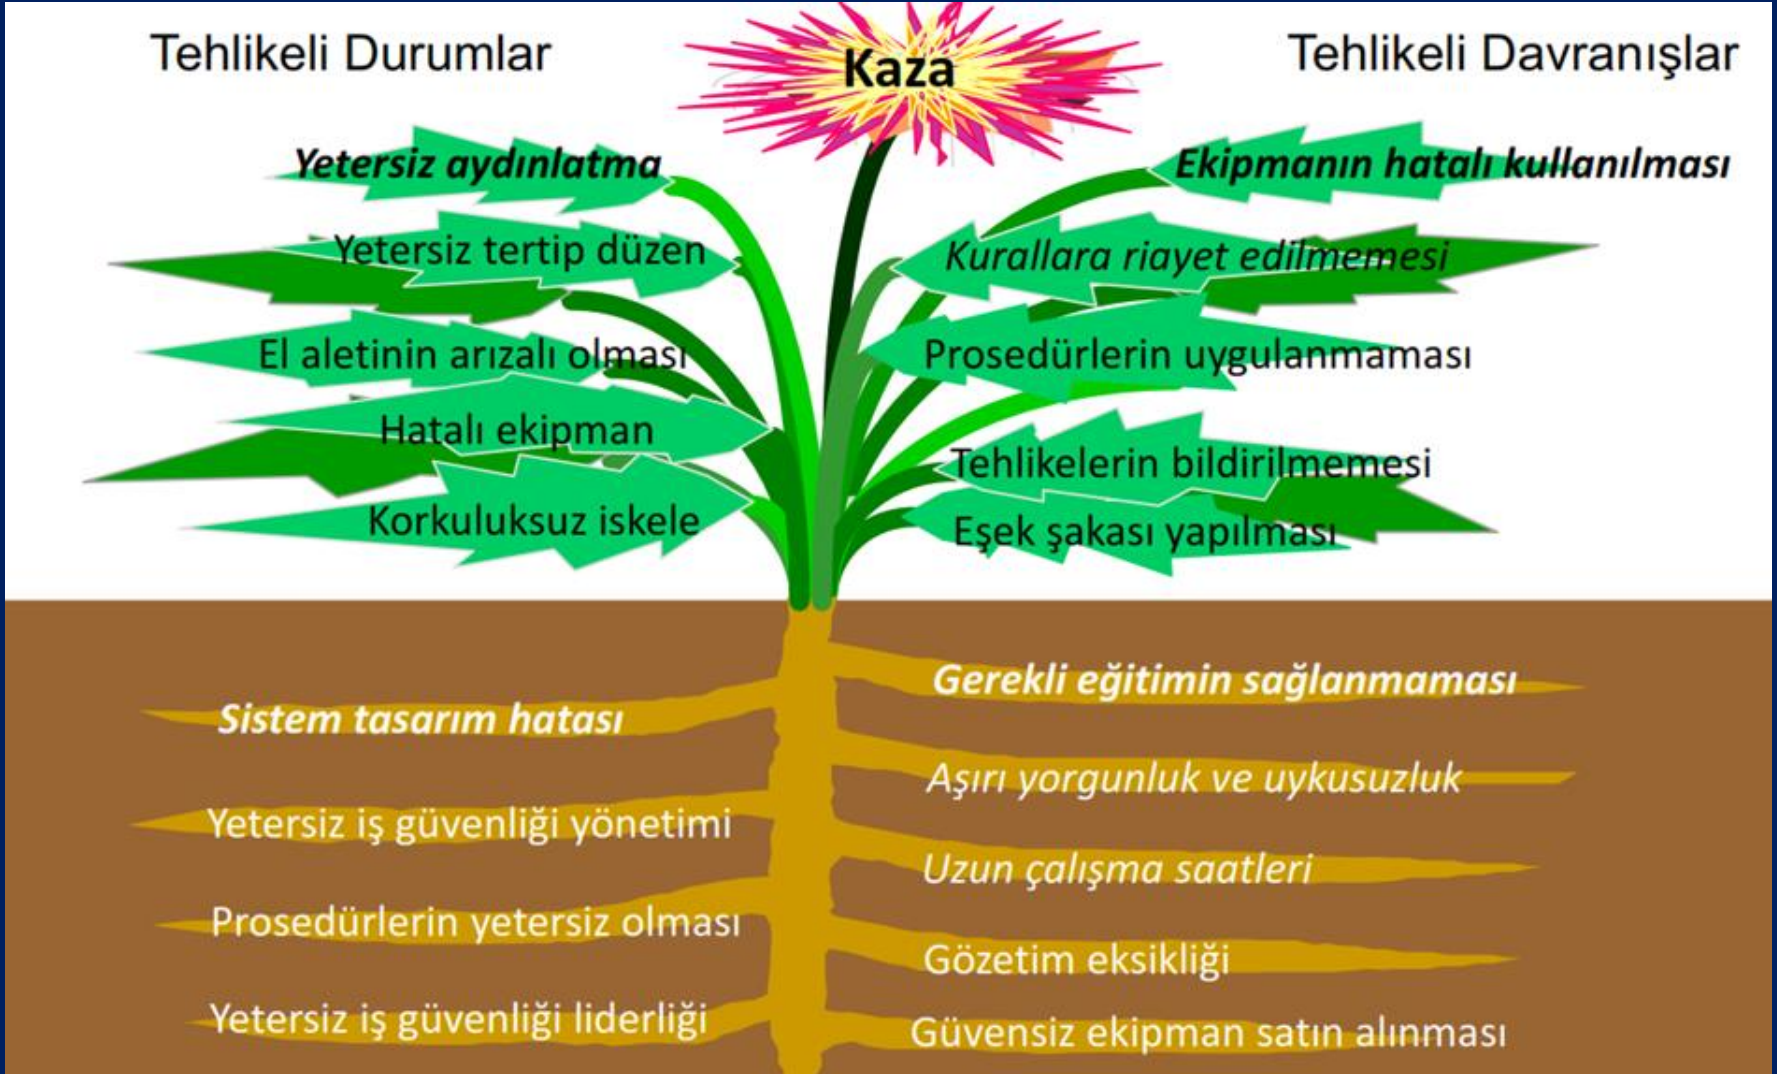 Tehlikeli Durumlar
Kaza
Tehlikeli Davranışlar
Yetersiz aydınlatma
Yetersiz tertip düzen
El aletinin arızalı olması
Hatalı ekipman
Korkuluksuz iskele
Ekipmanın hatalı kullanılması
Kurallara riayet edilmemesi
Prosedürlerin uygulanmaması
Tehlikelerin bildirilmemesi
Eşek şakası yapılması
Sistem tasarım hatası
Yetersiz iş güvenliği yönetimi
Prosedürlerin yetersiz olması
Yetersiz iş güvenliği liderliği
Gerekli eğitimin sağlanmaması
Aşırı yorgunluk ve uykusuzluk
Uzun çalışma saatleri
Gözetim eksikliği
Güvensiz ekipman satın alınması